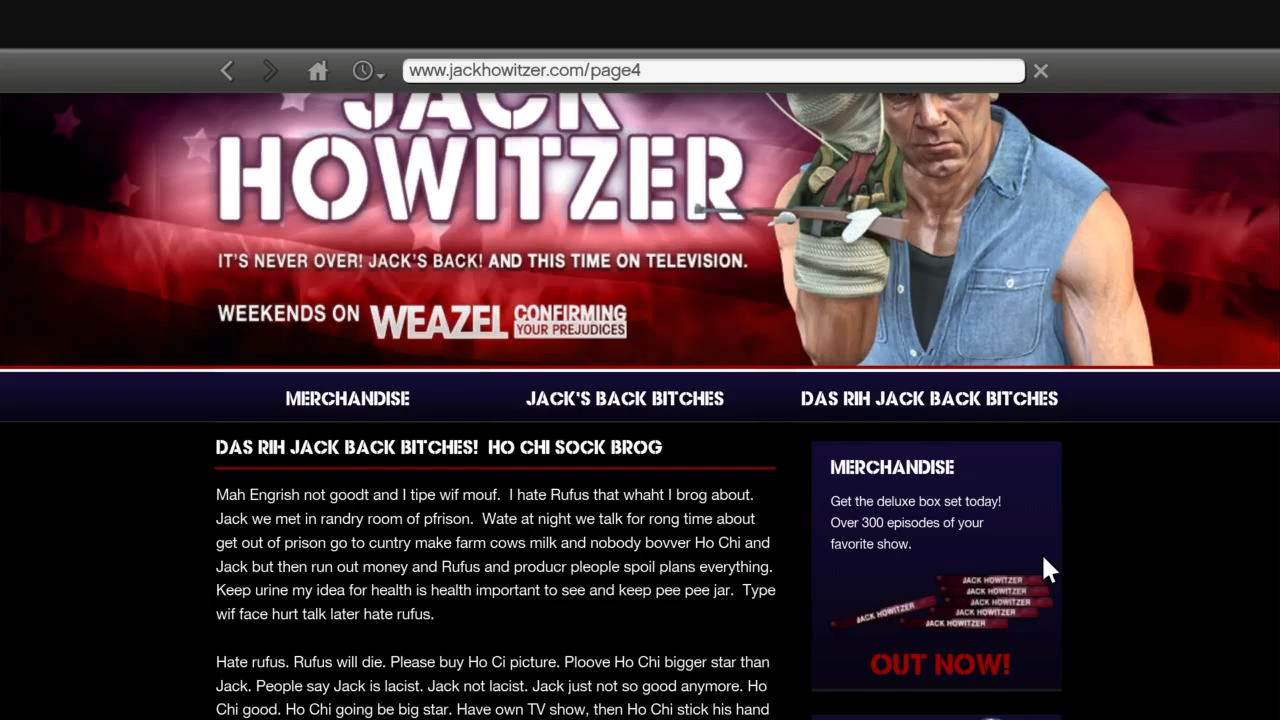 www.jackhowitzer.com/page4
JACK
HOWITZER
IT'S NEVER OVER! JACK'S BACK! AND THIS TIME ON TELEVISION.
WEEKENDS ON WEAZEL CONFIRMING
YOUR PREJUDICES
MERCHANDISE JACK'S BACK BITCHES DAS RIH JACK BACK BITCHES
DAS RIH JACK BACK BITCHES! HO CHI SOCK BROG
Mah Engrish not goodt and I tipe wif mouf. I hate Rufus that whaht I brog about.
Jack we met in randry room of pfrison. Wate at night we talk for rong time about
get out of prison go to cuntry make farm cows milk and nobody bovver Ho Chi and
Jack but then run out money and Rufus and producr pleople spoil plans everything.
Keep urine my idea for health is health important to see and keep pee pee jar. Type
wif face hurt talk later hate rufus.
Hate rufus. Rufus will die. Please buy Ho Ci picture. Ploove Ho Chi bigger star than
Jack. People say Jack is lacist. Jack not lacist. Jack just not so good anymore. Ho
Chi good. Ho Chi going be big star. Have own TV show, then Ho Chi stick his hand
MERCHANDISE
Get the deluxe box set today!
Over 300 episodes of your
favorite show.
JACK HOWITZER
JACK HOWITZER
JACK HOWITZER
JACK HOWITZER
JACK HOWITZER
JACK HOWITZER
OUT NOW!